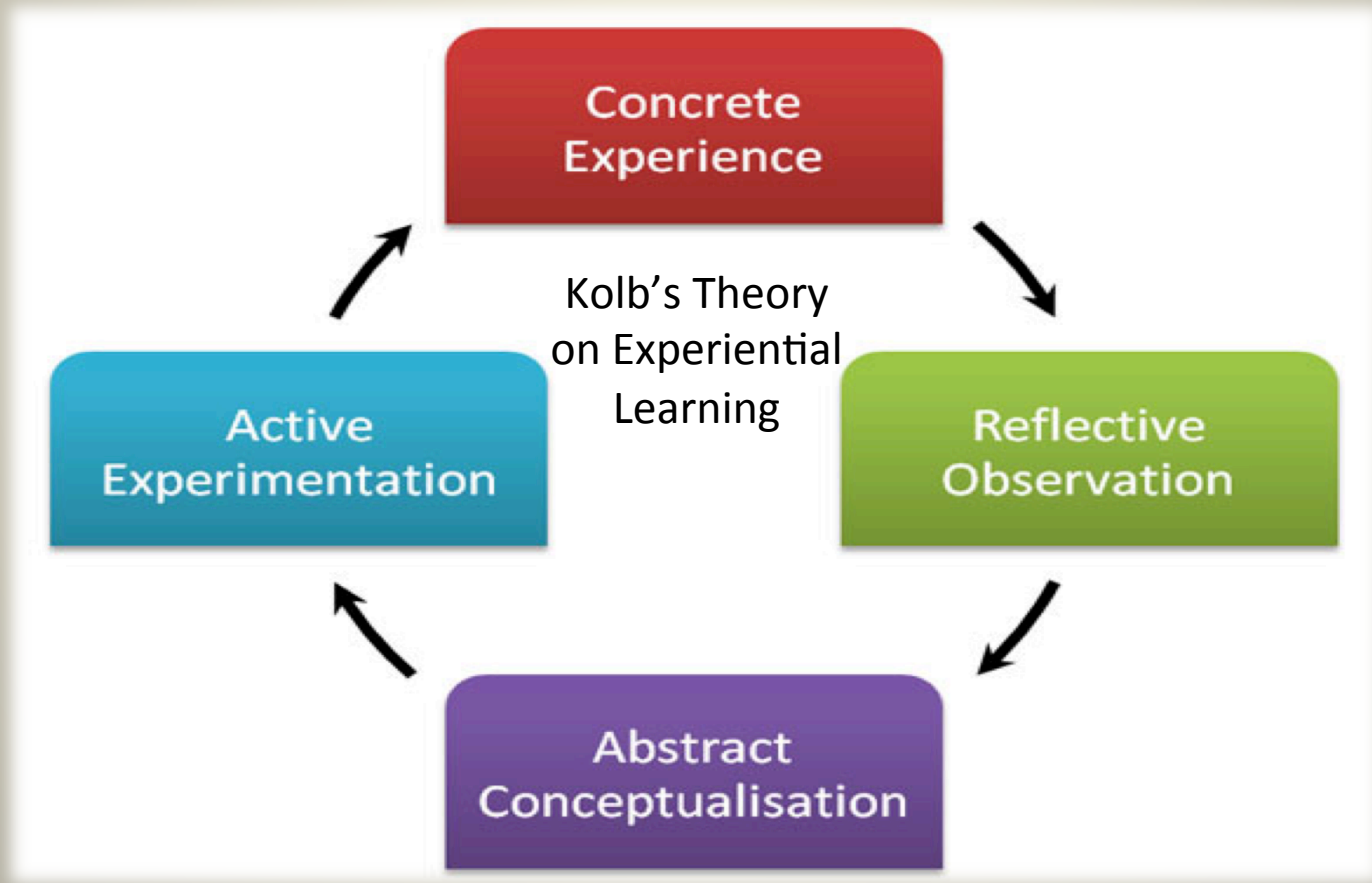 Concrete
Experience
Kolb’s Theory
on Experiential
Learning
Active
Experimentation
Reflective
Observation
Abstract
Conceptualisation